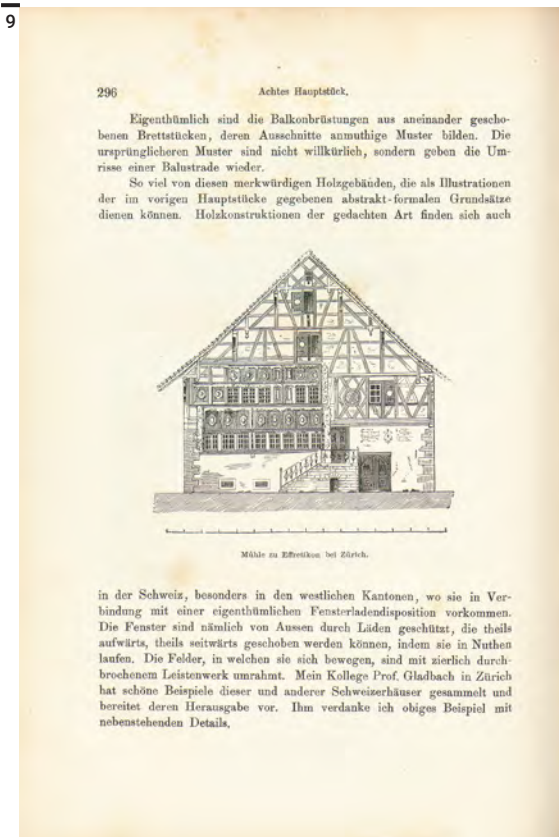 9
296
Achtes Hauptstück.
Eigenthümlich sind die Balkonbrüstungen aus aneinander gescho-
benen Brettstücken, deren Ausschnitte anmuthige Muster bilden. Die
ursprünglicheren Muster sind nicht willkürlich, sondern geben die Um-
risse einer Balustrade wieder.
So viel von diesen merkwürdigen Holzgebänden, die als Illustrationen
der im vorigen Hauptstücke gegebenen abstrakt-formalen Grundsätze
dienen können. Holzkonstruktionen der gedachten Art finden sich auch
Mühle zu Effretikon bei Zürich.
in der Schweiz, besonders in den westlichen Kantonen, wo sie in Ver-
bindung mit einer eigenthümlichen Fensterladendisposition vorkommen.
Die Fenster sind nämlich von Aussen durch Läden geschützt, die theils
aufwärts, theils seitwärts geschoben werden können, indem sie in Nuthen
laufen. Die Felder, in welchen sie sich bewegen, sind mit zierlich durch-
brochenem Leistenwerk umrahmt. Mein Kollege Prof. Gladbach in Zürich
hat schöne Beispiele dieser und anderer Schweizerhäuser gesammelt und
bereitet deren Herausgabe vor. Ihm verdanke ich obiges Beispiel mit
nebenstehenden Details.